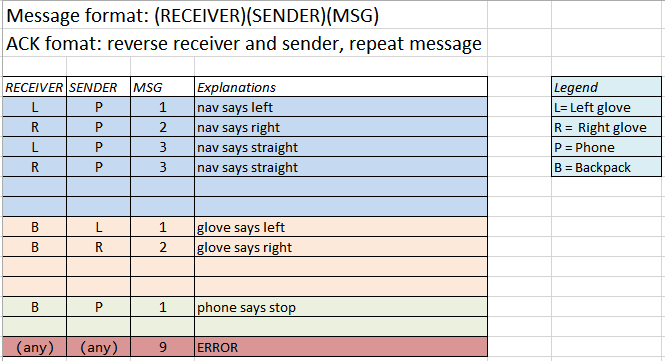 Message format: (RECEIVER)(SENDER)(MSG)
ACK fomat: reverse receiver and sender, repeat message
RECEIVER SENDER MSG Explanations
L P 1 nav says left
R P 2 nav says right
L P 3 nav says straight
R P 3 nav says straight
B L 1 glove says left
B R 2 glove says right
B P 1 phone says stop
(any) (any) 9 ERROR
Legend
L= Left glove
R = Right glove
P = Phone
B = Backpack